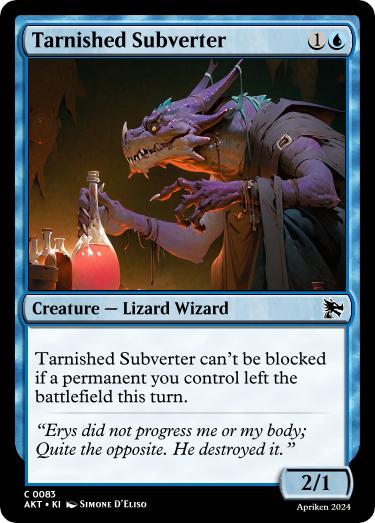 Tarnished Subverter 1
Creature — Lizard Wizard
Tarnished Subverter can't be blocked
if a permanent you control left the
battlefield this turn.
“Erys did not progress me or my body;
Quite the opposite. He destroyed it.”
2/1
C 0083
AKT • KI Simone D'Eliso
Apriken 2024